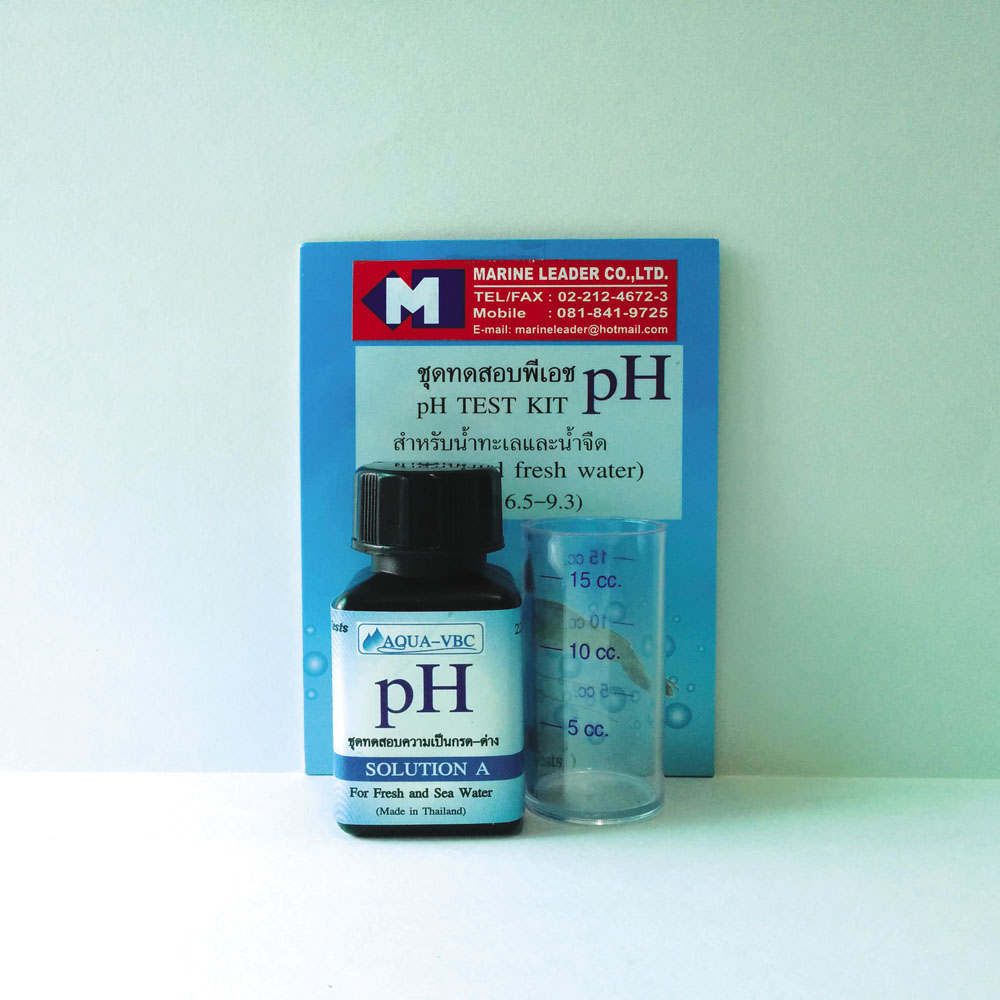 M MARINE LEADER CO.,LTD.
TEL/FAX : 02-212-4672-3
Mobile : 081-841-9725
E-mail: marineleader@hotmail.com
ชุดทดสอบพีเอช pH
pH TEST KIT
สำหรับน้ำทะเลและน้ำจืด
fresh water)
6.5-9.3)
ests
AQUA-VBC
pH
ชุดทดสอบความเป็นกรด-ด่าง
SOLUTION A
For Fresh and Sea Water
(Made in Thailand)
15 cc.
15 cc.
10 cc.
10 cc.
5 cc.
5 cc.
ests )